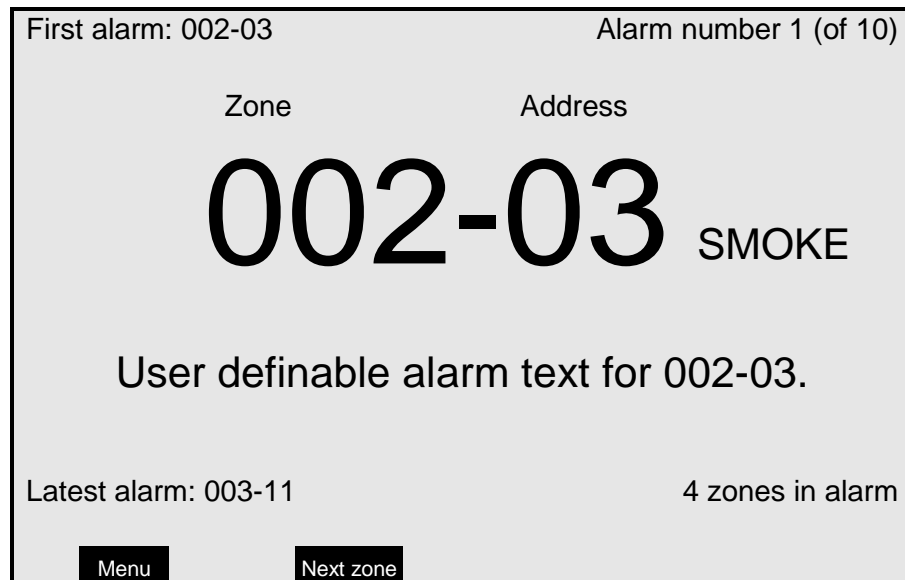 First alarm: 002-03 Alarm number 1 (of 10)
Zone Address
002-03 SMOKE
User definable alarm text for 002-03.
Latest alarm: 003-11 4 zones in alarm
Menu Next zone